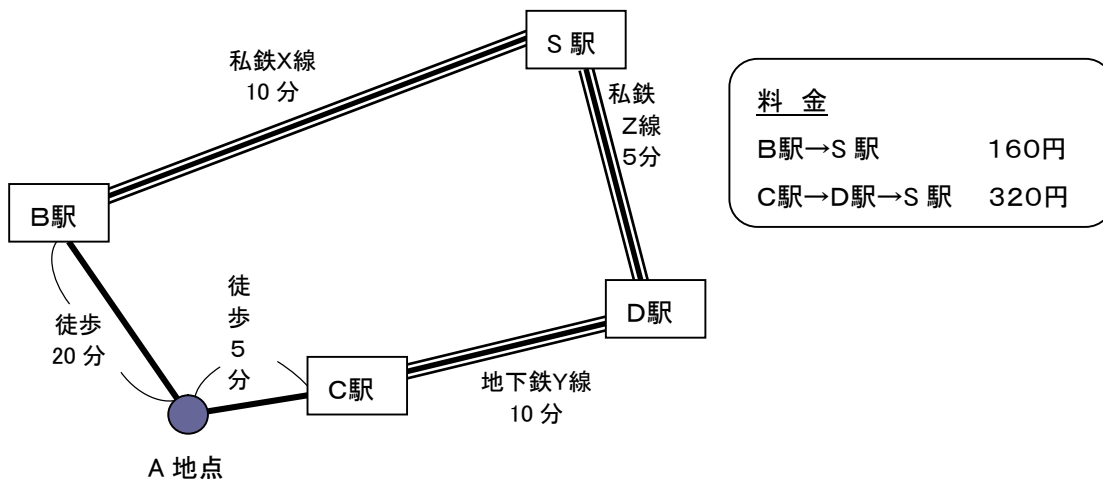 S 駅
私鉄X線
10 分
私鉄
Z線
5分
料 金
B駅→S 駅 160円
C駅→D駅→S 駅 320円
B駅
徒歩
20 分
徒
歩
5
分
C駅
D駅
地下鉄Y線
10 分
A 地点